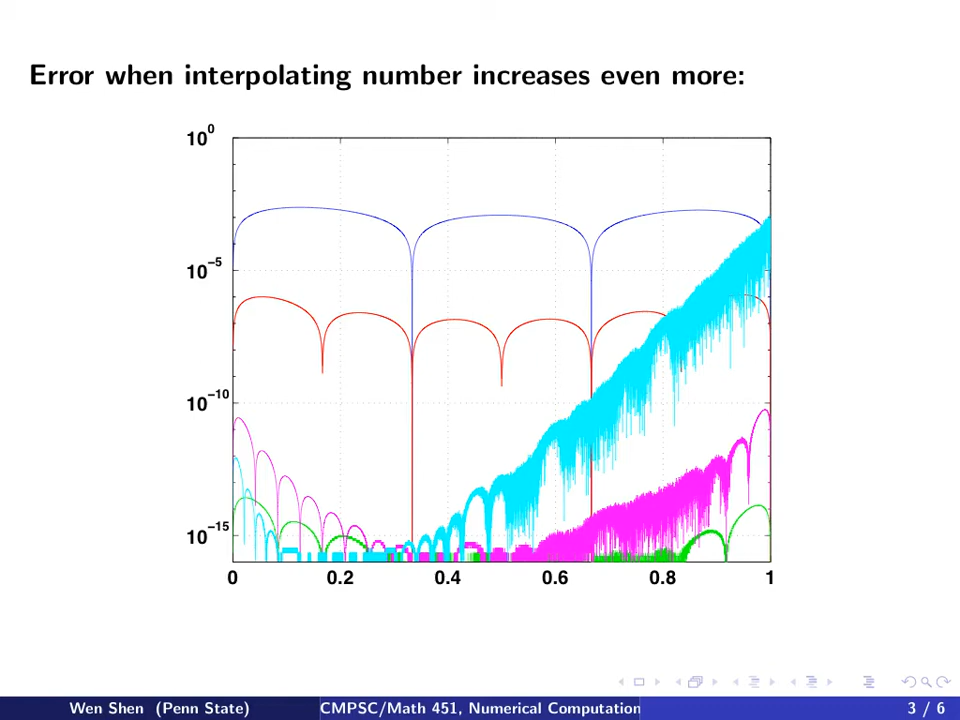 Error when interpolating number increases even more:
10^0
10^−5
10^−10
10^−15
0 0.2 0.4 0.6 0.8 1
Wen Shen (Penn State) CMPSC/Math 451, Numerical Computation 3 / 6